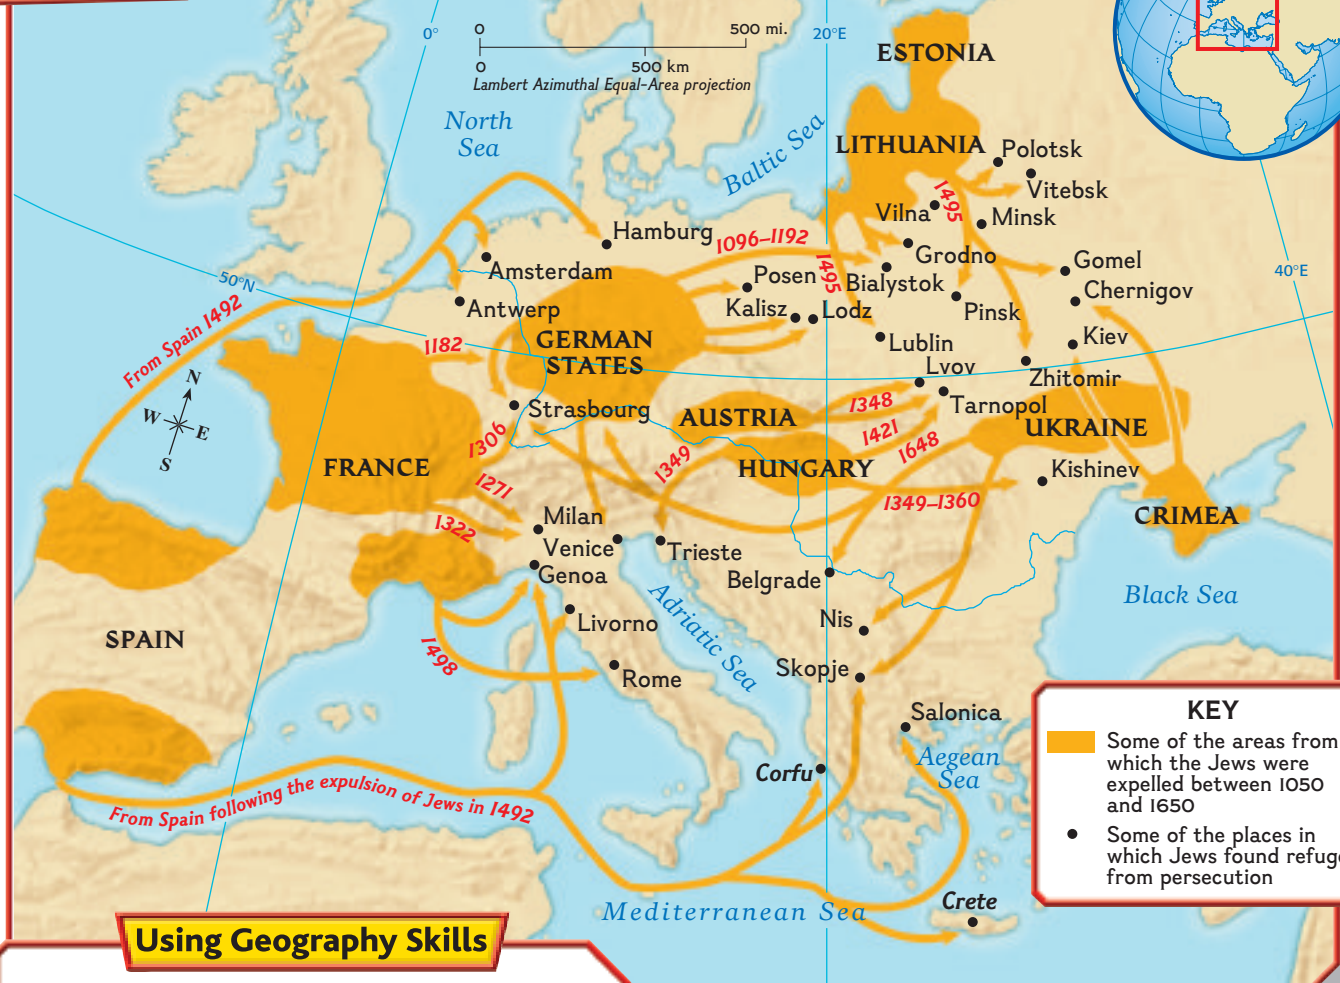 0 500 mi.
0 500 km
Lambert Azimuthal Equal-Area projection
0°
20°E
40°E
50°N
North
Sea
Baltic Sea
ESTONIA
LITHUANIA
Polotsk
Vitebsk
Vilna
1495
Minsk
Hamburg
1096–1192
Grodno
Gomel
Amsterdam
Posen
1495
Bialystok
Chernigov
Antwerp
Kalisz
Lodz
Pinsk
From Spain 1492
1182
GERMAN
STATES
Lublin
Kiev
Lvov
Zhitomir
N
W E
S
Strasbourg
AUSTRIA
1348
Tarnopol
1306
1421
UKRAINE
FRANCE
1349
HUNGARY
1648
Kishinev
1271
1349–1360
CRIMEA
1322
Milan
Venice
Trieste
Genoa
Belgrade
Black Sea
Adriatic Sea
Livorno
Nis
SPAIN
1498
Rome
Skopje
Salonica
Corfu
Aegean
Sea
From Spain following the expulsion of Jews in 1492
Crete
Mediterranean Sea
KEY
Some of the areas from
which the Jews were
expelled between 1050
and 1650
Some of the places in
which Jews found refug
from persecution
Using Geography Skills